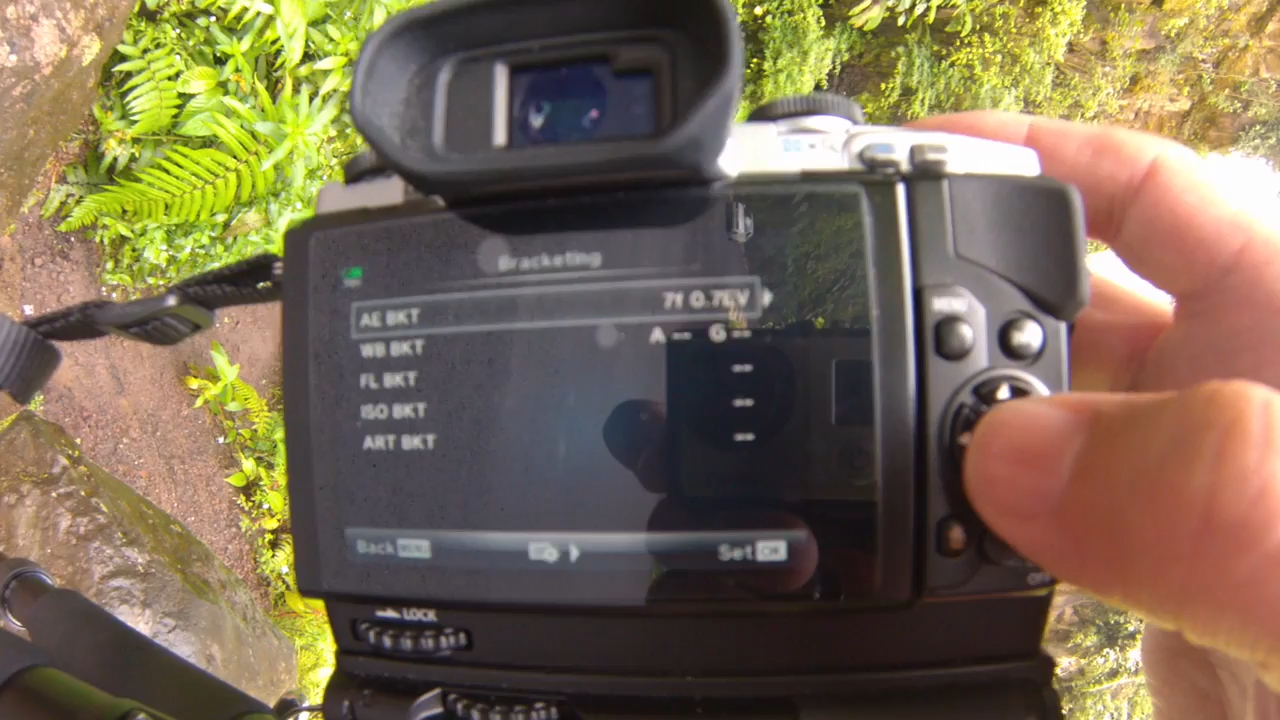 Bracketing
AE BKT 7f 0.7EV
WB BKT A -- G --
FL BKT --
ISO BKT --
ART BKT --
Back MENU Set OK
MENU
LOCK
OFF